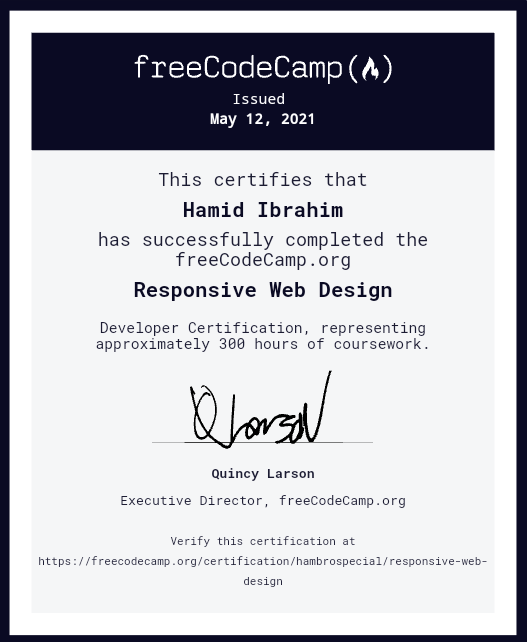 freeCodeCamp
Issued
May 12, 2021
This certifies that
Hamid Ibrahim
has successfully completed the
freeCodeCamp.org
Responsive Web Design
Developer Certification, representing
approximately 300 hours of coursework.
QLarson
Quincy Larson
Executive Director, freeCodeCamp.org
Verify this certification at
https://freecodecamp.org/certification/hambrospecial/responsive-web-
design